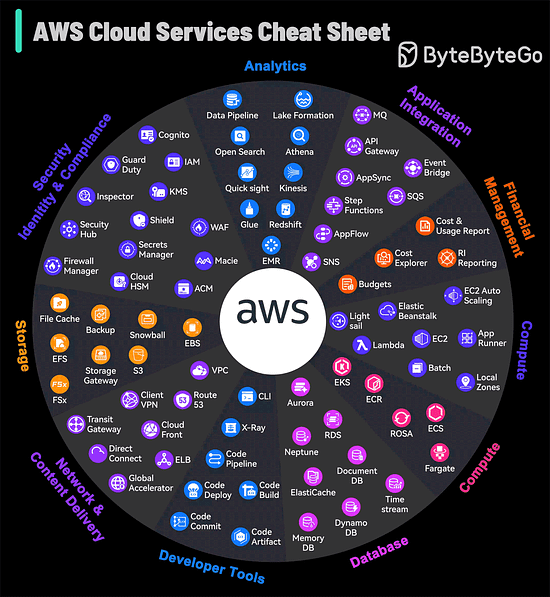 AWS Cloud Services Cheat Sheet
ByteByteGo
Analytics
Data Pipeline
Lake Formation
Open Search
Athena
Quick sight
Kinesis
Glue
Redshift
EMR
Application
Integration
MQ
API
Gateway
Event
Bridge
AppSync
SQS
Step
Functions
AppFlow
SNS
Financial
Management
Cost &
Usage Report
Cost
Explorer
RI
Reporting
Budgets
Compute
EC2 Auto
Scaling
Elastic
Beanstalk
Light
sail
EC2
App
Runner
Lambda
Batch
Local
Zones
Compute
EKS
ECR
ROSA
ECS
Fargate
Database
Aurora
RDS
Neptune
Document
DB
ElastiCache
Time
stream
Dynamo
DB
Memory
DB
Developer Tools
CLI
X-Ray
Code
Pipeline
Code
Deploy
Code
Build
Code
Commit
Code
Artifact
Network &
Content Delivery
VPC
Client
VPN
Route
53
Transit
Gateway
Cloud
Front
Direct
Connect
ELB
Global
Accelerator
Storage
File Cache
Backup
Snowball
EBS
EFS
Storage
Gateway
S3
FSx
FSx
Security
Identitty & Compliance
Cognito
Guard
Duty
IAM
Inspector
KMS
Secuity
Hub
Shield
WAF
Secrets
Manager
Macie
Firewall
Manager
Cloud
HSM
ACM
aws